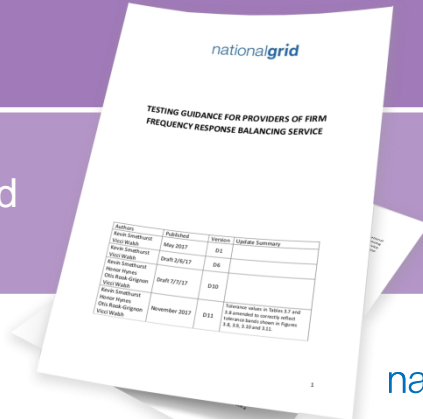 nationalgrid
TESTING GUIDANCE FOR PROVIDERS OF FIRM
FREQUENCY RESPONSE BALANCING SERVICE
d
Authors Published Version Update Summary
Kevin Smethurst
Vicci Walsh
May 2017 D1
Kevin Smethurst
Vicci Walsh
Draft 2/6/17 D6
Kevin Smethurst
Honor Hynes
Otis Rook-Grignon
Vicci Walsh
Draft 7/7/17 D10
Kevin Smethurst
Honor Hynes
Otis Rook-Grignon
Vicci Walsh
November 2017 D11
Tolerance values in Tables 3.7 and
3.8 amended to correctly reflect
tolerance bands shown in Figures
3.8, 3.9, 3.10 and 3.11.
1
na